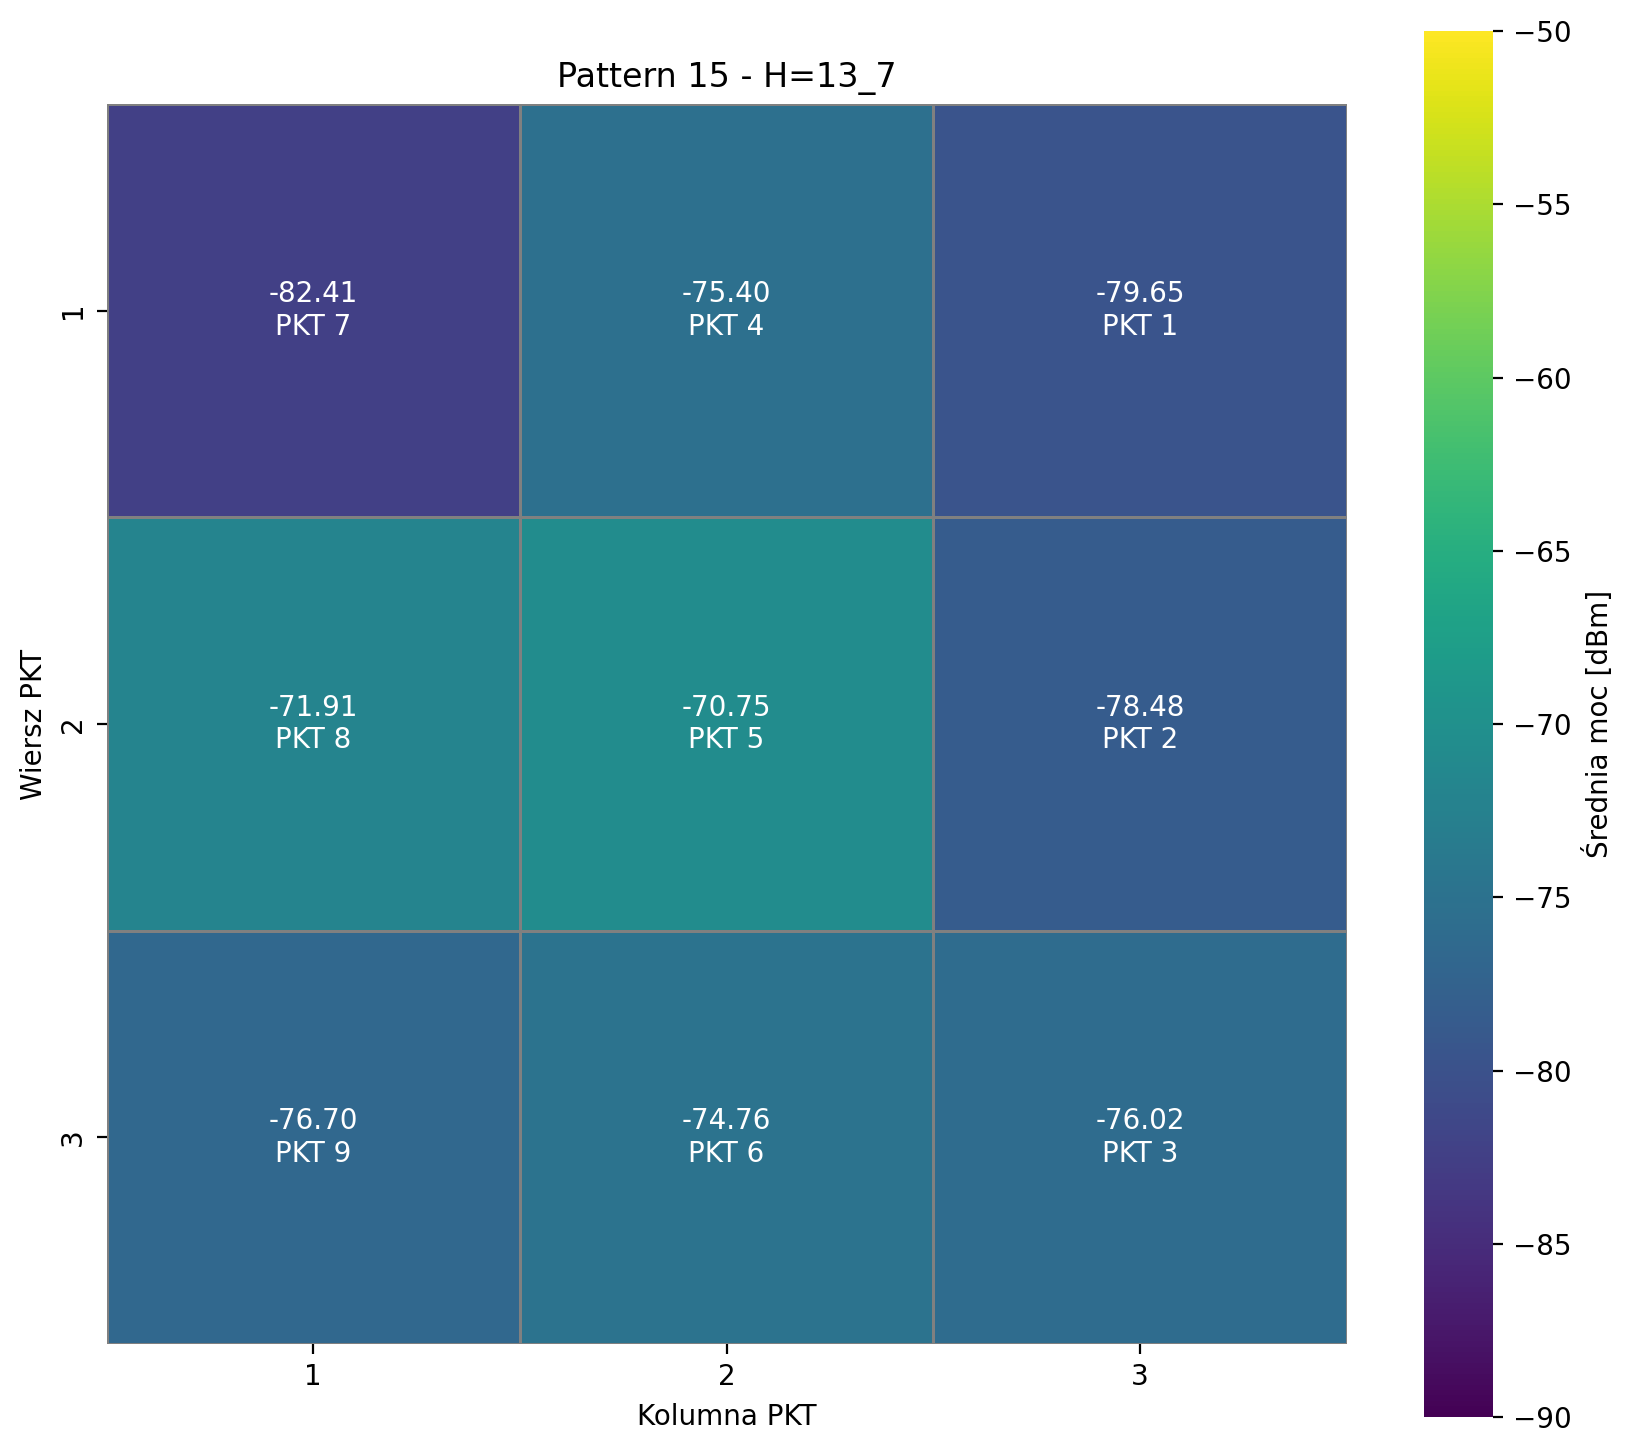 Pattern 15 - H=13_7
-82.41
PKT 7
-75.40
PKT 4
-79.65
PKT 1
-71.91
PKT 8
-70.75
PKT 5
-78.48
PKT 2
-76.70
PKT 9
-74.76
PKT 6
-76.02
PKT 3
1
2
3
Wiersz PKT
1
2
3
Kolumna PKT
−50
−55
−60
−65
−70
−75
−80
−85
−90
Średnia moc [dBm]